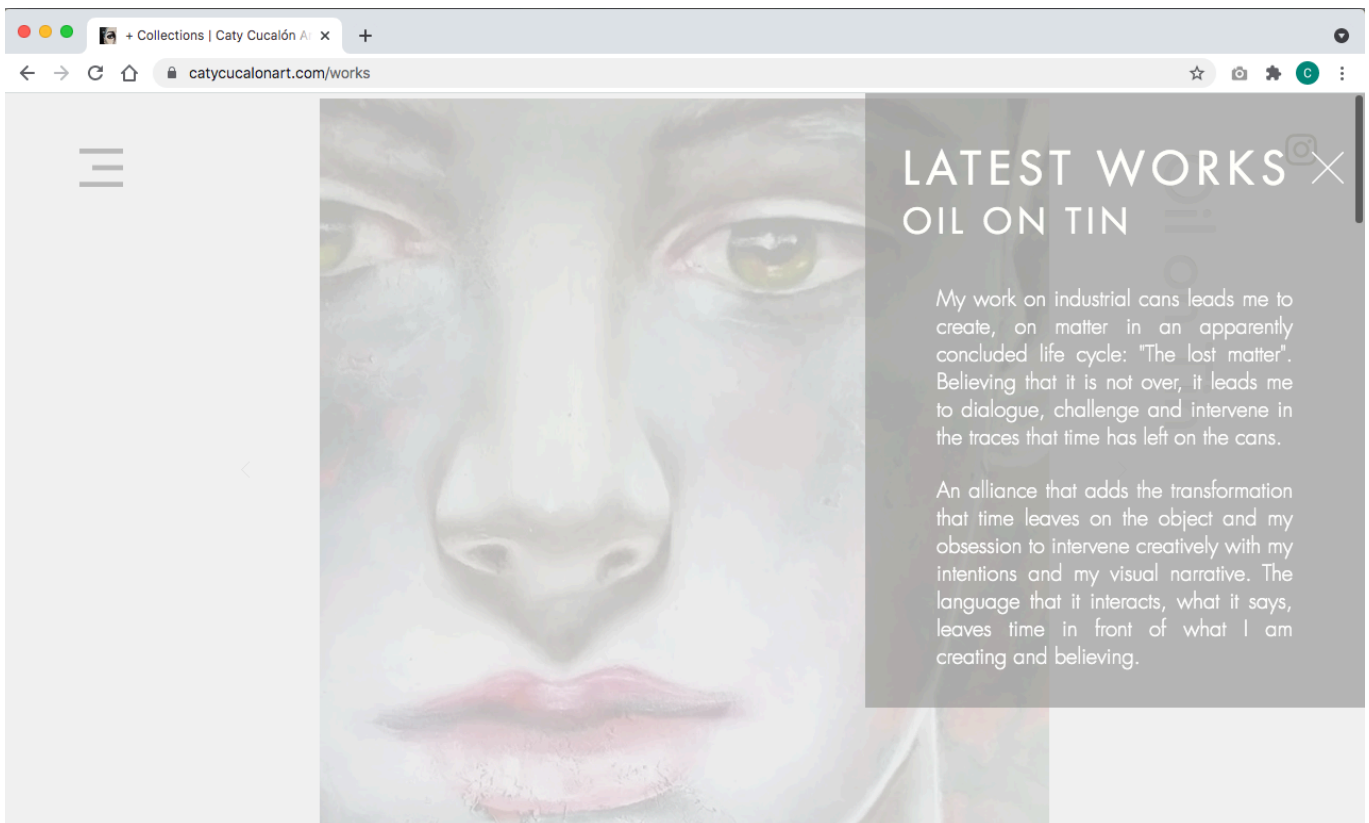 + Collections | Caty Cucalón Ar
catycucalonart.com/works
C
LATEST WORKS
OIL ON TIN
Oil on
My work on industrial cans leads me to
create, on matter in an apparently
concluded life cycle: "The lost matter".
Believing that it is not over, it leads me
to dialogue, challenge and intervene in
the traces that time has left on the cans.
An alliance that adds the transformation
that time leaves on the object and my
obsession to intervene creatively with my
intentions and my visual narrative. The
language that it interacts, what it says,
leaves time in front of what I am
creating and believing.